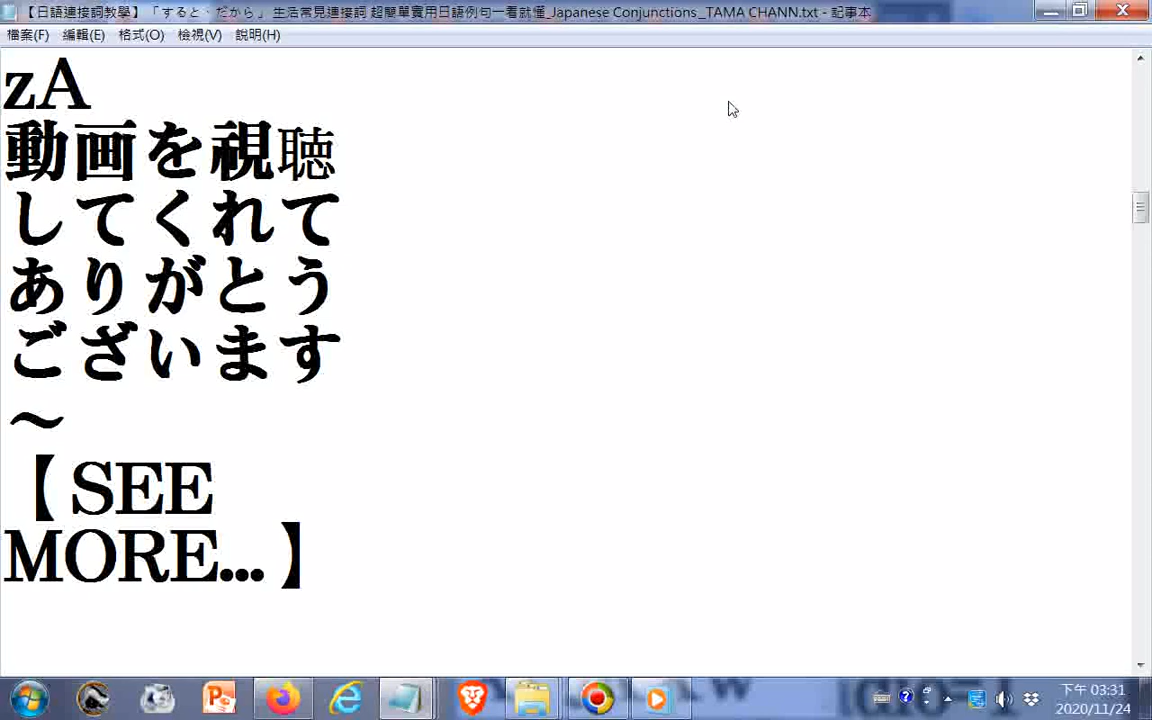 【日語連接詞教學】「すると、だから」生活常見連接詞 超簡單實用日語例句一看就懂_Japanese Conjunctions_TAMA CHANN.txt - 記事本
檔案(F) 編輯(E) 格式(O) 檢視(V) 說明(H)
zA
動画を視聴
してくれて
ありがとう
ございます
～
【SEE
MORE...】
下午 03:31
2020/11/24